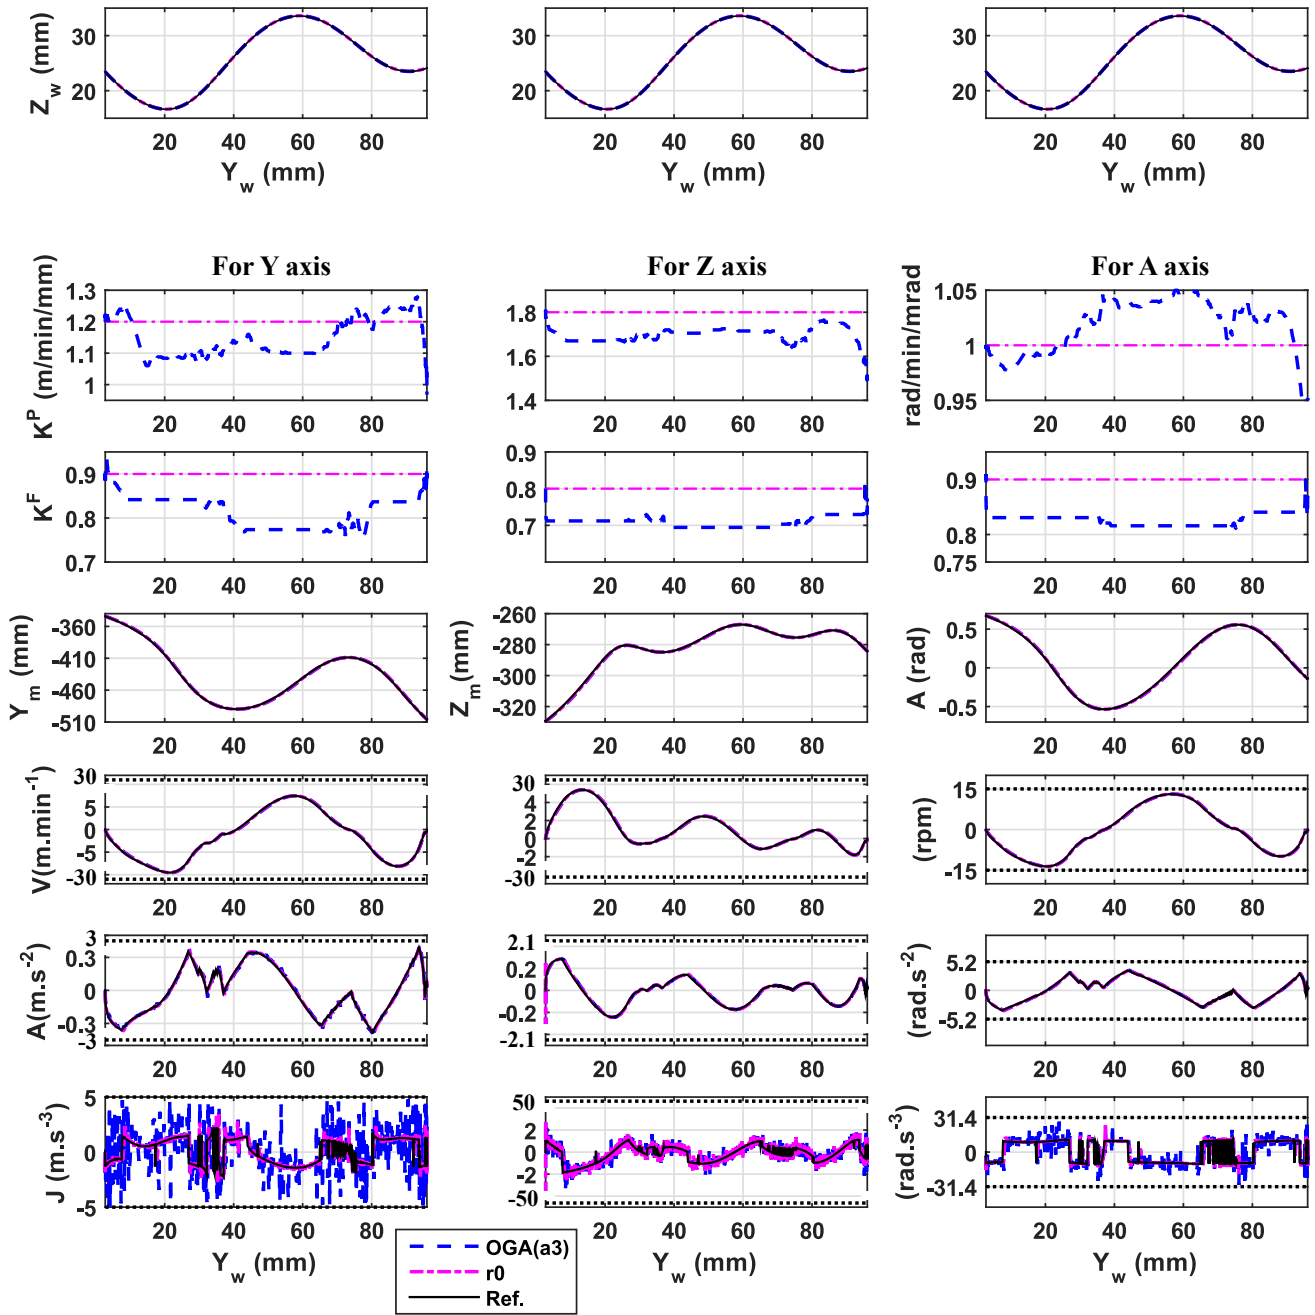 Z_w (mm)
30
20
20 40 60 80
Y_w (mm)
30
20
20 40 60 80
Y_w (mm)
30
20
20 40 60 80
Y_w (mm)
For Y axis
For Z axis
For A axis
K^P (m/min/mm)
1.3
1.2
1.1
1
20 40 60 80
1.8
1.6
1.4
20 40 60 80
rad/min/mrad
1.05
1
0.95
20 40 60 80
K^F
0.9
0.8
0.7
20 40 60 80
0.9
0.8
0.7
20 40 60 80
0.9
0.8
0.75
20 40 60 80
Y_m (mm)
-360
-410
-460
-510
20 40 60 80
Z_m (mm)
-260
-280
-300
-320
20 40 60 80
A (rad)
0.5
0
-0.5
20 40 60 80
V(m.min^-1)
30
5
0
-5
-30
20 40 60 80
30
4
2
0
-2
-30
20 40 60 80
(rpm)
15
0
-15
20 40 60 80
A(m.s^-2)
3
0.3
0
-0.3
-3
20 40 60 80
2.1
0.2
0
-0.2
-2.1
20 40 60 80
(rad.s^-2)
5.2
0
-5.2
20 40 60 80
J (m.s^-3)
5
0
-5
20 40 60 80
Y_w (mm)
50
2
0
-2
-50
20 40 60 80
Y_w (mm)
(rad.s^-3)
31.4
0
-31.4
20 40 60 80
Y_w (mm)
OGA(a3)
r0
Ref.